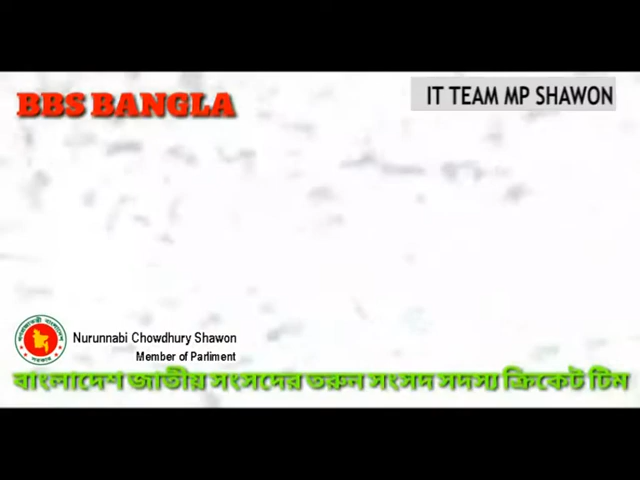 BBS BANGLA
IT TEAM MP SHAWON
Nurunnabi Chowdhury Shawon
Member of Parliment
বাংলাদেশ জাতীয় সংসদের তরুন সংসদ সদস্য ক্রিকেট টিম